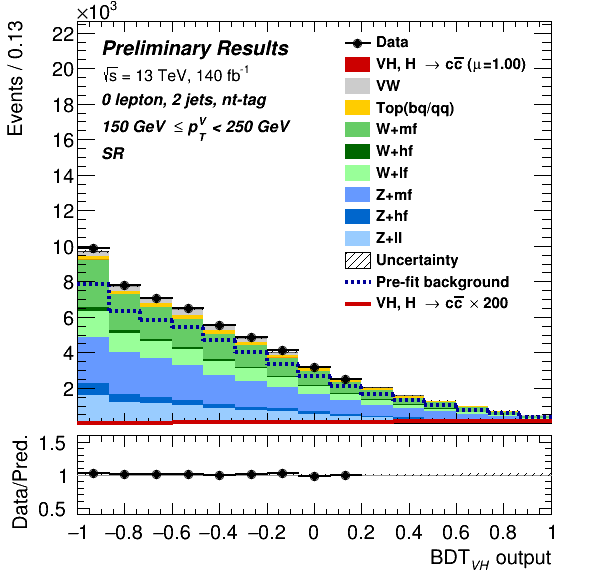 ×10³
Events / 0.13
22
20
18
16
14
12
10
8
6
4
2
Preliminary Results
√s = 13 TeV, 140 fb⁻¹
0 lepton, 2 jets, nt-tag
150 GeV ≤ p_T^V < 250 GeV
SR
Data
VH, H → cc̅ (μ=1.00)
VW
Top(bq/qq)
W+mf
W+hf
W+lf
Z+mf
Z+hf
Z+ll
Uncertainty
Pre-fit background
VH, H → cc̅ × 200
Data/Pred.
1.5
1
0.5
−1 −0.8 −0.6 −0.4 −0.2 0 0.2 0.4 0.6 0.8 1
BDT_VH output